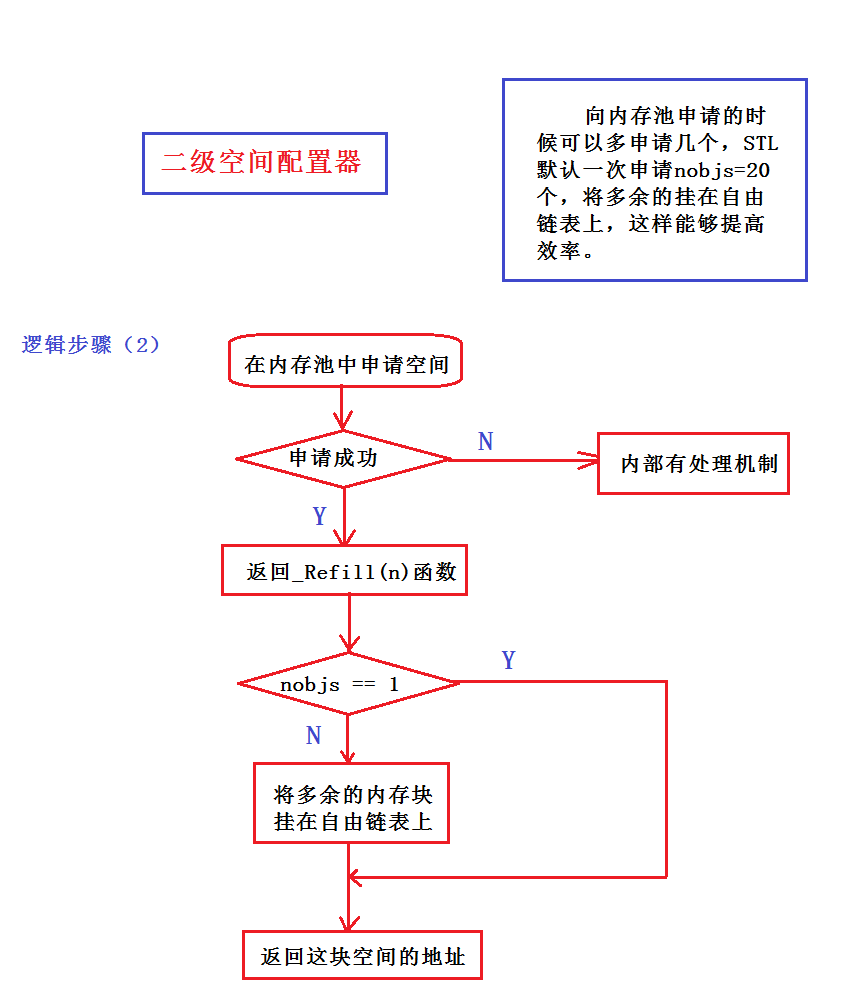 二级空间配置器
向内存池申请的时
候可以多申请几个，STL
默认一次申请nobjs=20
个，将多余的挂在自由
链表上，这样能够提高
效率。
逻辑步骤（2）
在内存池中申请空间
申请成功
N
内部有处理机制
Y
返回_Refill(n)函数
nobjs == 1
Y
N
将多余的内存块
挂在自由链表上
返回这块空间的地址